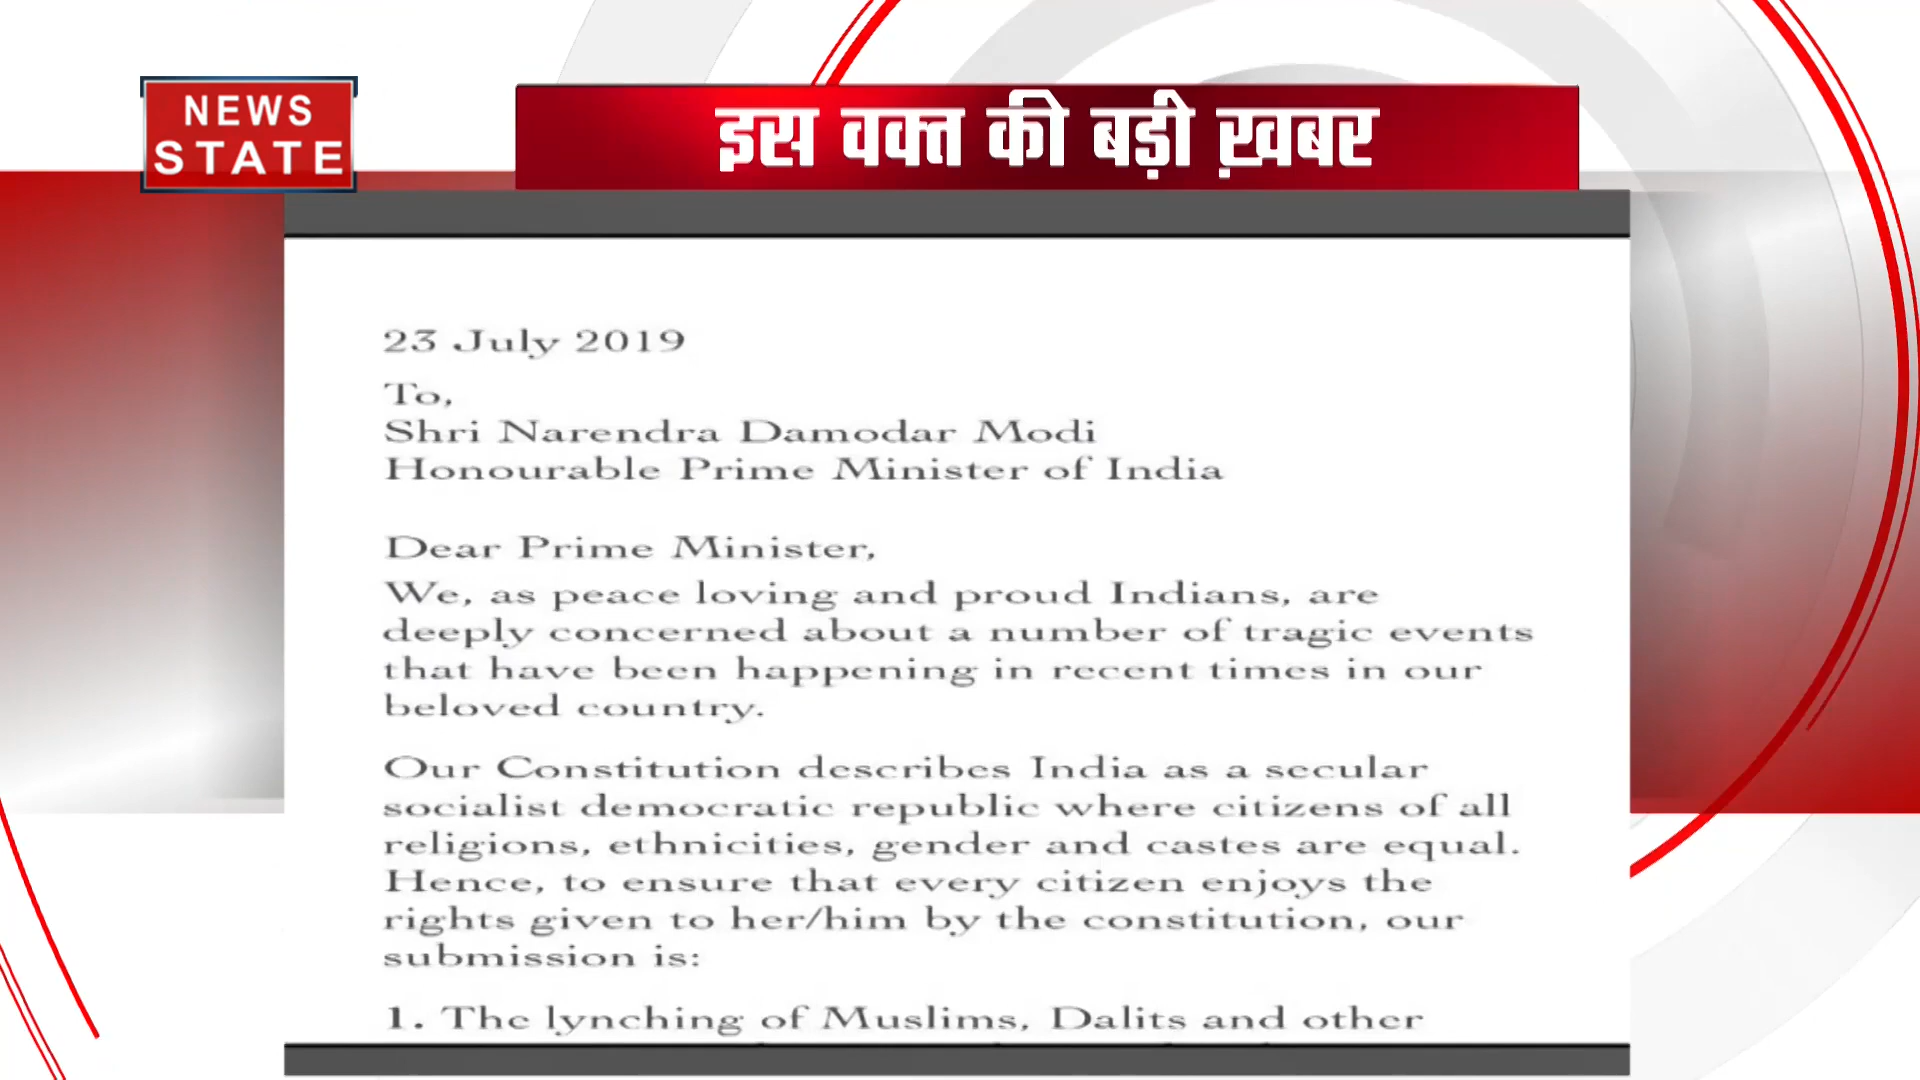 NEWS
STATE
इस वक्त की बड़ी ख़बर
23 July 2019
To,
Shri Narendra Damodar Modi
Honourable Prime Minister of India
Dear Prime Minister,
We, as peace loving and proud Indians, are
deeply concerned about a number of tragic events
that have been happening in recent times in our
beloved country.
Our Constitution describes India as a secular
socialist democratic republic where citizens of all
religions, ethnicities, gender and castes are equal.
Hence, to ensure that every citizen enjoys the
rights given to her/him by the constitution, our
submission is:
1. The lynching of Muslims, Dalits and other